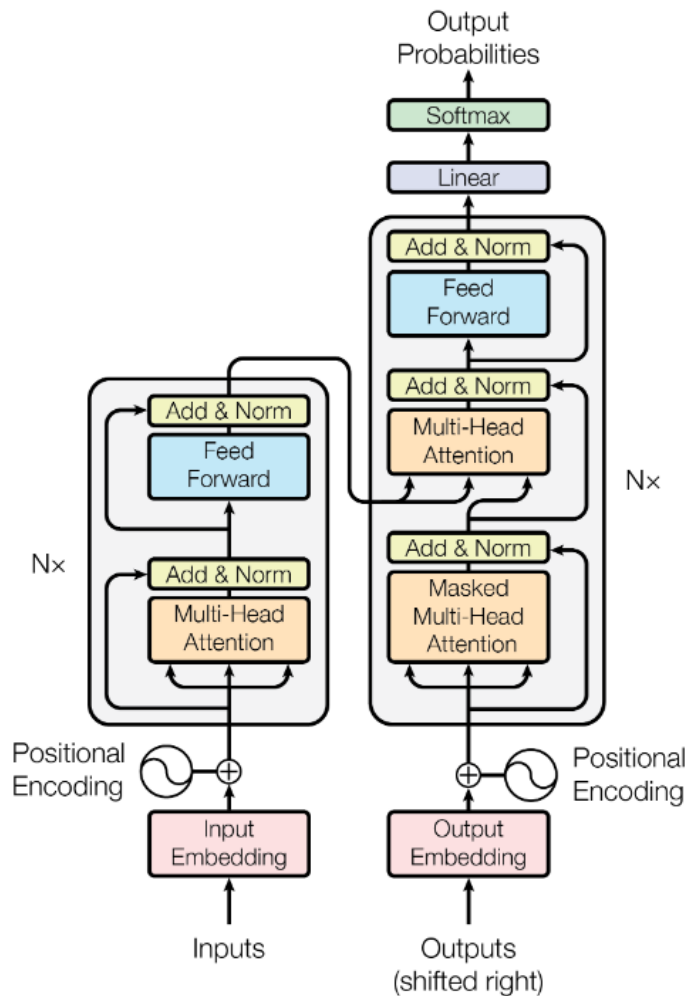 Output
Probabilities
Softmax
Linear
Add & Norm
Feed
Forward
Add & Norm
Multi-Head
Attention
Add & Norm
Masked
Multi-Head
Attention
Nx
Add & Norm
Feed
Forward
Add & Norm
Multi-Head
Attention
Nx
Positional
Encoding
Positional
Encoding
Input
Embedding
Output
Embedding
Inputs
Outputs
(shifted right)